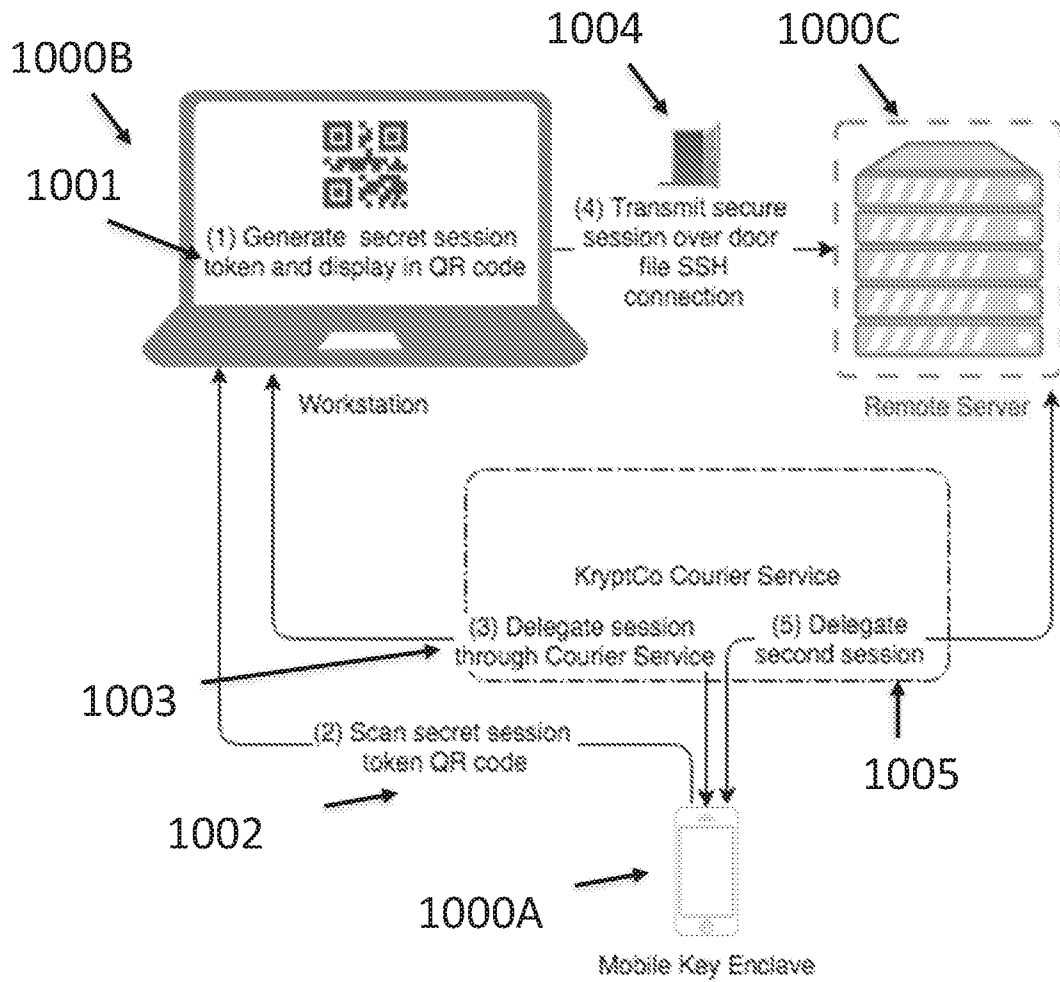 1004
1000C
1000B
1001
(1) Generate secret session
token and display in QR code
(4) Transmit secure
session over door
file SSH
connection
Workstation
Remote Server
KryptCo Courier Service
(3) Delegate session
through Courier Service
(5) Delegate
second session
1003
(2) Scan secret session
token QR code
1005
1002
1000A
Mobile Key Enclave